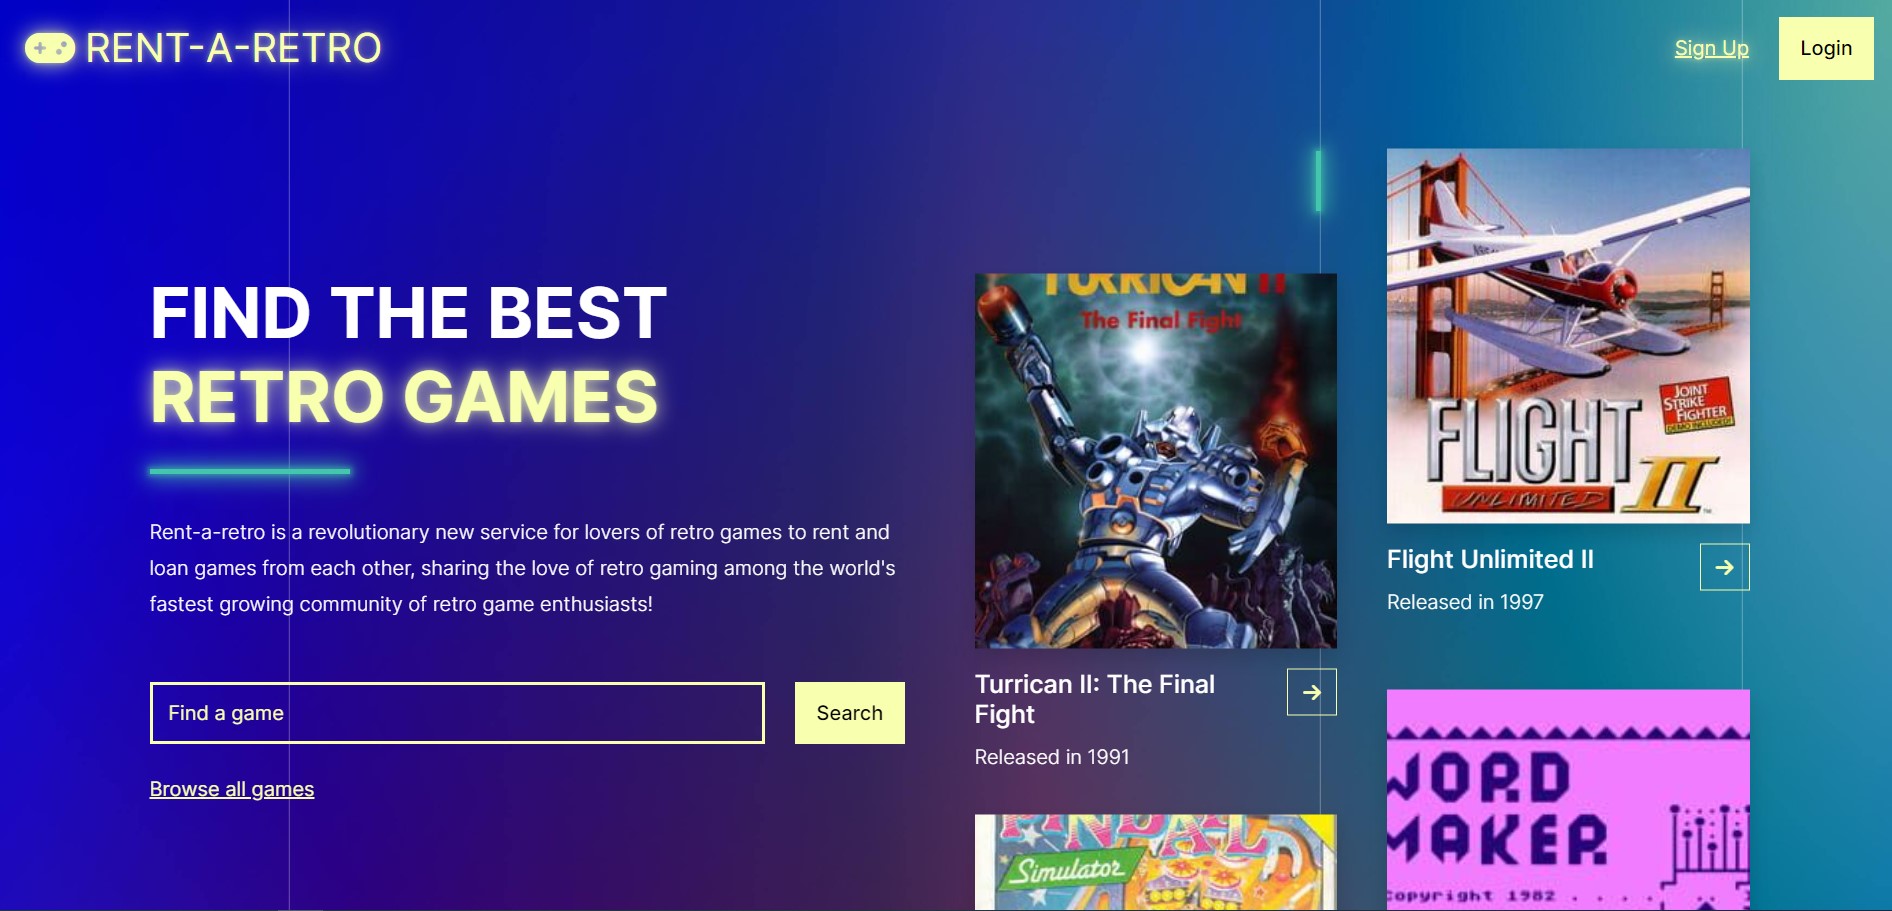 RENT-A-RETRO
Sign Up
Login
FIND THE BEST
RETRO GAMES
Rent-a-retro is a revolutionary new service for lovers of retro games to rent and
loan games from each other, sharing the love of retro gaming among the world's
fastest growing community of retro game enthusiasts!
Find a game
Search
Browse all games
TURRICAN II
The Final Fight
Turrican II: The Final
Fight
Released in 1991
PINBALL
Simulator
JOINT
STRIKE
FIGHTER
DEMO INCLUDED!
FLIGHT
UNLIMITED II
™
Flight Unlimited II
Released in 1997
WORD
MAKER
Copyright 1982 . . . .